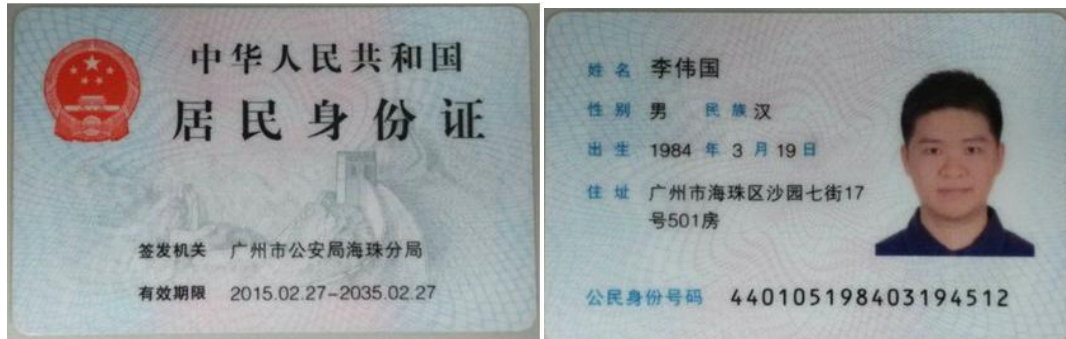 中华人民共和国
居民身份证
签发机关 广州市公安局海珠分局
有效期限 2015.02.27-2035.02.27
姓名 李伟国
性别 男 民族 汉
出生 1984 年 3 月 19 日
住址 广州市海珠区沙园七街17
号501房
公民身份号码 440105198403194512